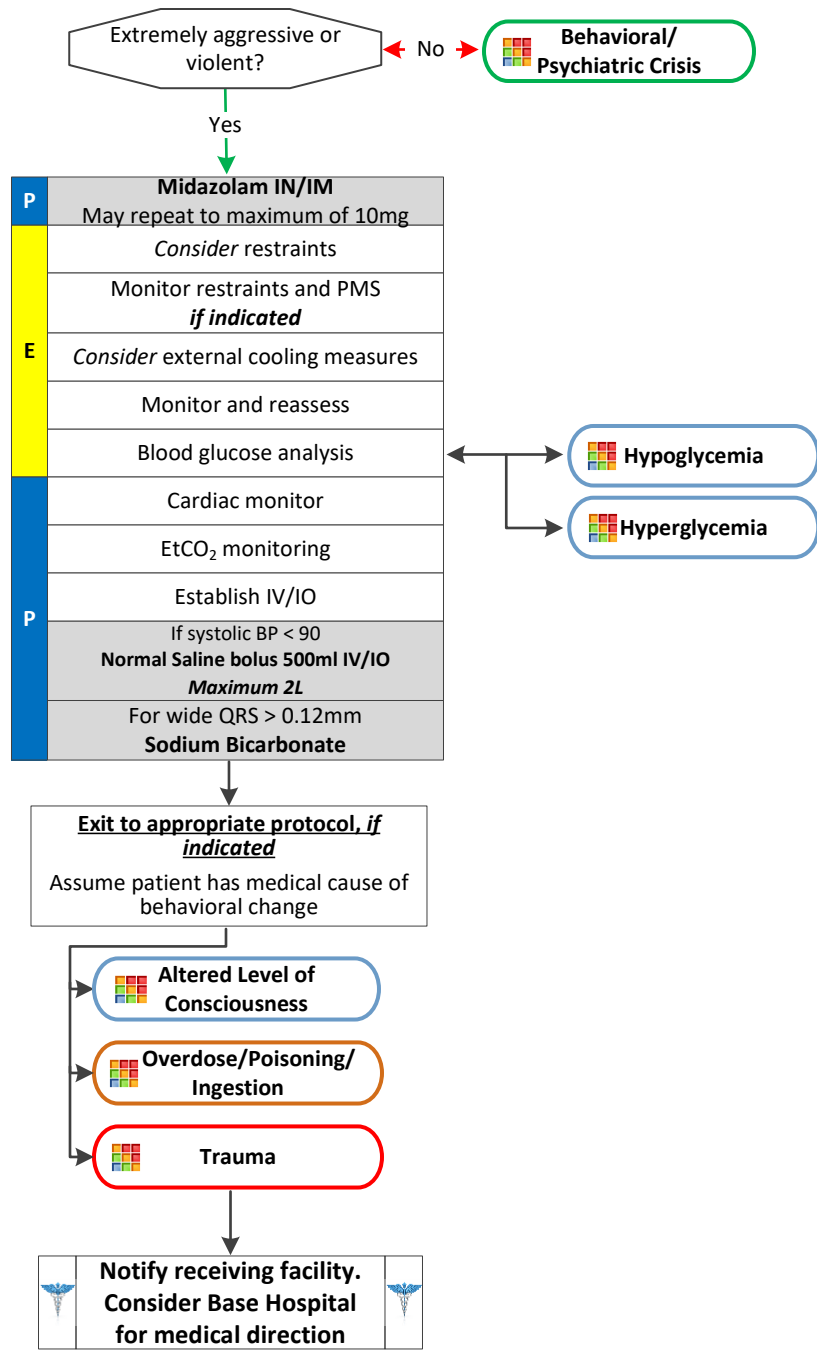 Extremely aggressive or
violent?
No
Behavioral/
Psychiatric Crisis
Yes
P
Midazolam IN/IM
May repeat to maximum of 10mg
E
Consider restraints
Monitor restraints and PMS
if indicated
Consider external cooling measures
Monitor and reassess
Blood glucose analysis
Hypoglycemia
Hyperglycemia
P
Cardiac monitor
EtCO₂ monitoring
Establish IV/IO
If systolic BP < 90
Normal Saline bolus 500ml IV/IO
Maximum 2L
For wide QRS > 0.12mm
Sodium Bicarbonate
Exit to appropriate protocol, if
indicated
Assume patient has medical cause of
behavioral change
Altered Level of
Consciousness
Overdose/Poisoning/
Ingestion
Trauma
Notify receiving facility.
Consider Base Hospital
for medical direction